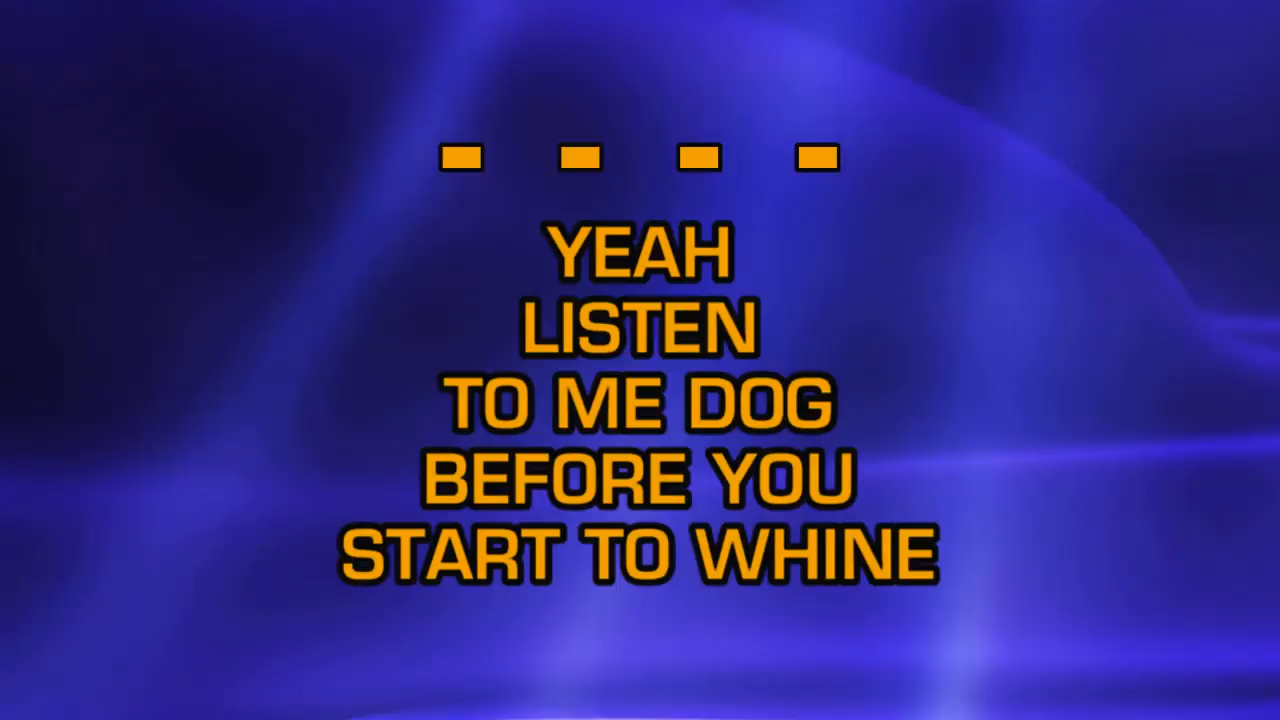 - - - -
YEAH
LISTEN
TO ME DOG
BEFORE YOU
START TO WHINE